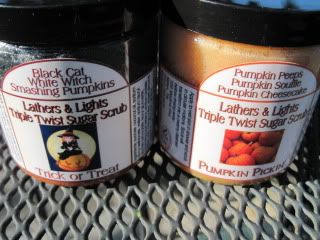 Black Cat
White Witch
Smashing Pumpkins
Lathers & Lights
Triple Twist Sugar Scrub
Trick or Treat
Pumpkin Peeps
Pumpkin Souffle
Pumpkin Cheesecake
Lathers & Lights
Triple Twist Sugar Scrub
Pumpkin Pickin'